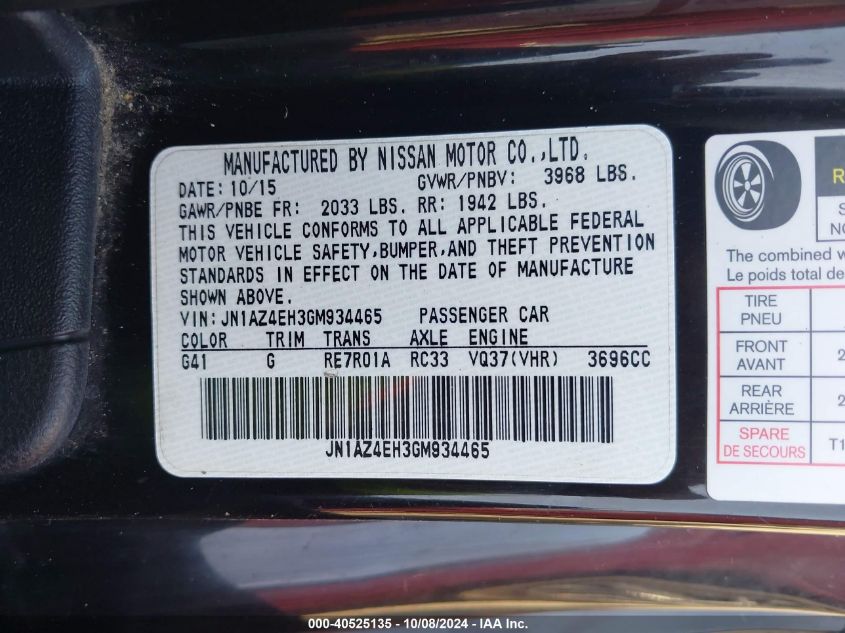 MANUFACTURED BY NISSAN MOTOR CO.,LTD.
DATE: 10/15 GVWR/PNBV: 3968 LBS.
GAWR/PNBE FR: 2033 LBS. RR: 1942 LBS.
THIS VEHICLE CONFORMS TO ALL APPLICABLE FEDERAL
MOTOR VEHICLE SAFETY,BUMPER,AND THEFT PREVENTION
STANDARDS IN EFFECT ON THE DATE OF MANUFACTURE
SHOWN ABOVE.
VIN: JN1AZ4EH3GM934465 PASSENGER CAR
COLOR TRIM TRANS AXLE ENGINE
G41 G RE7R01A RC33 VQ37(VHR) 3696CC
JN1AZ4EH3GM934465
The combined
Le poids total de
TIRE
PNEU
FRONT
AVANT
REAR
ARRIÈRE
SPARE
DE SECOURS
T1
000-40525135 - 10/08/2024 - IAA Inc.